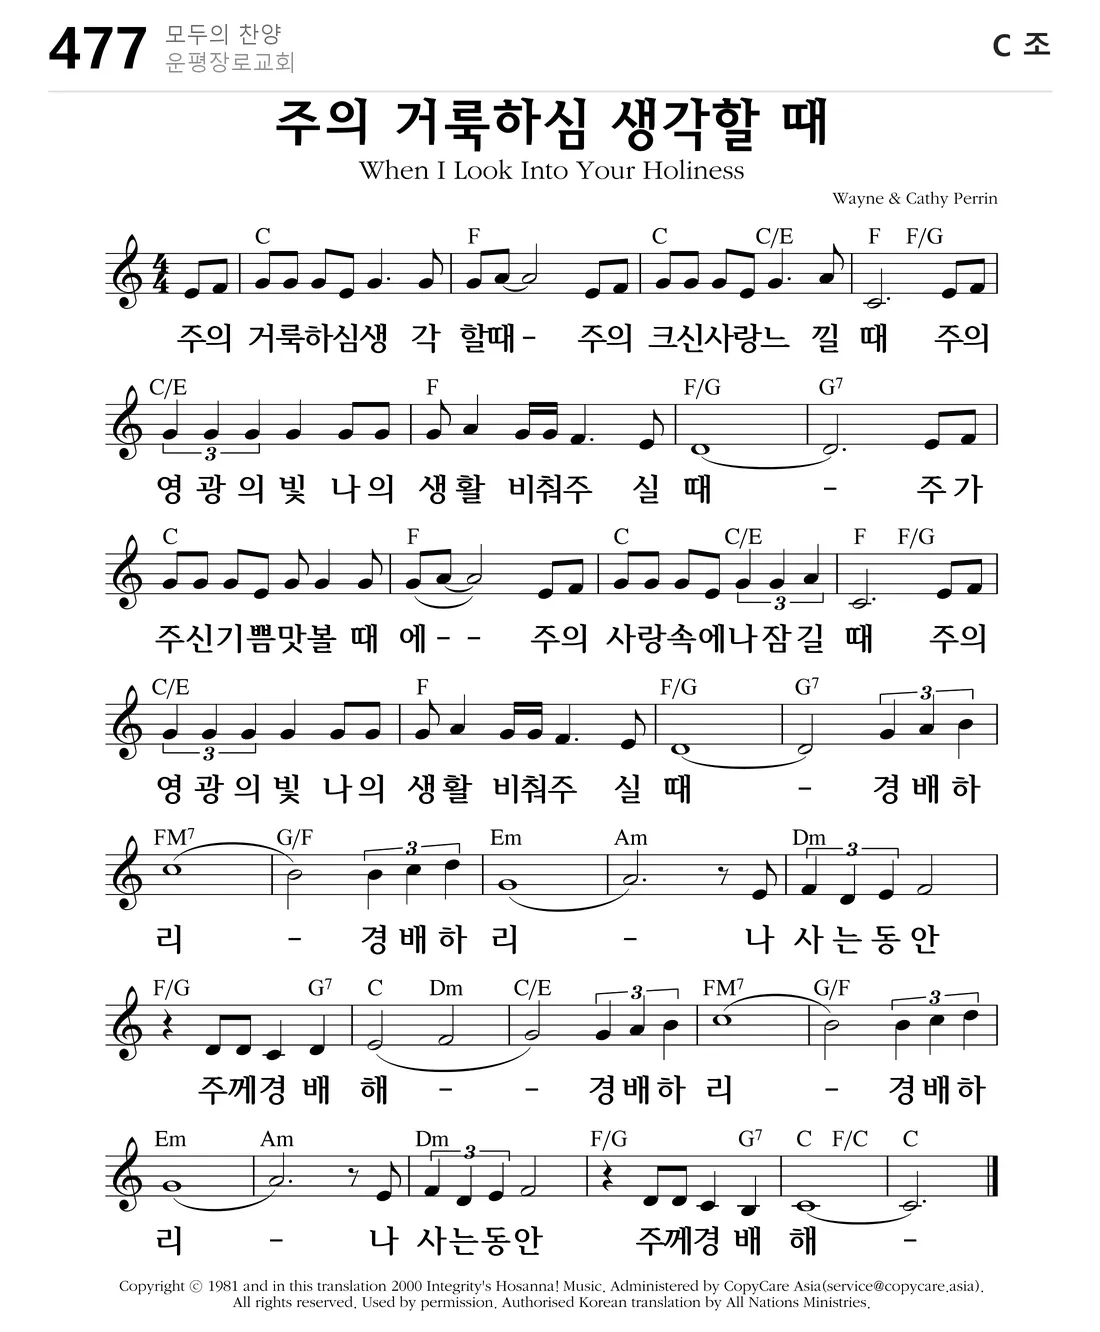 477 모두의 찬양
운평장로교회
C 조
주의 거룩하심 생각할 때
When I Look Into Your Holiness
Wayne & Cathy Perrin
C F C C/E F F/G
주의 거룩하심생 각 할때- 주의 크신사랑느 낄 때 주의
C/E F F/G G7
3
영 광 의 빛 나 의 생 활 비춰주 실 때 - 주 가
C F C C/E F F/G
3
주신기쁨맛볼 때 에- - 주의 사랑속에나잠길 때 주의
C/E F F/G G7
3 3
영 광 의 빛 나 의 생 활 비춰주 실 때 - 경 배 하
FM7 G/F Em Am Dm
3 3
리 - 경 배 하 리 - 나 사 는 동 안
F/G G7 C Dm C/E FM7 G/F
3 3
주께경 배 해 - - 경배하 리 - 경배하
Em Am Dm F/G G7 C F/C C
3
리 - 나 사는동안 주께경 배 해 -
Copyright ⓒ 1981 and in this translation 2000 Integrity's Hosanna! Music. Administered by CopyCare Asia(service@copycare.asia).
All rights reserved. Used by permission. Authorised Korean translation by All Nations Ministries.